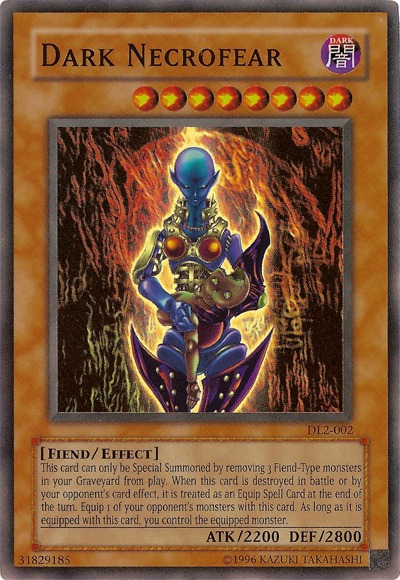 DARK NECROFEAR
DARK
闇
DL2-002
[FIEND/EFFECT]
This card can only be Special Summoned by removing 3 Fiend-Type monsters
in your Graveyard from play. When this card is destroyed in battle or by
your opponent's card effect, it is treated as an Equip Spell Card at the end of
the turn. Equip 1 of your opponent's monsters with this card. As long as it is
equipped with this card, you control the equipped monster.
ATK/2200 DEF/2800
31829185
©1996 KAZUKI TAKAHASHI